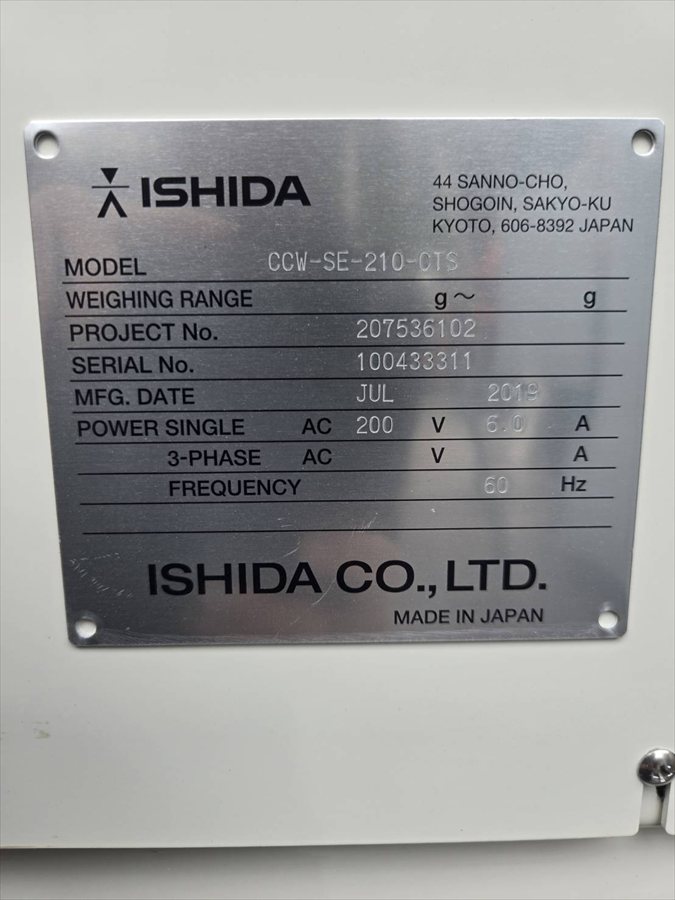 ISHIDA
44 SANNO-CHO,
SHOGOIN, SAKYO-KU
KYOTO, 606-8392 JAPAN
MODEL CCW-SE-210-OTS
WEIGHING RANGE g～ g
PROJECT No. 207536102
SERIAL No. 100433311
MFG. DATE JUL 2019
POWER SINGLE AC 200 V 6.0 A
3-PHASE AC V A
FREQUENCY 60 Hz
ISHIDA CO., LTD.
MADE IN JAPAN